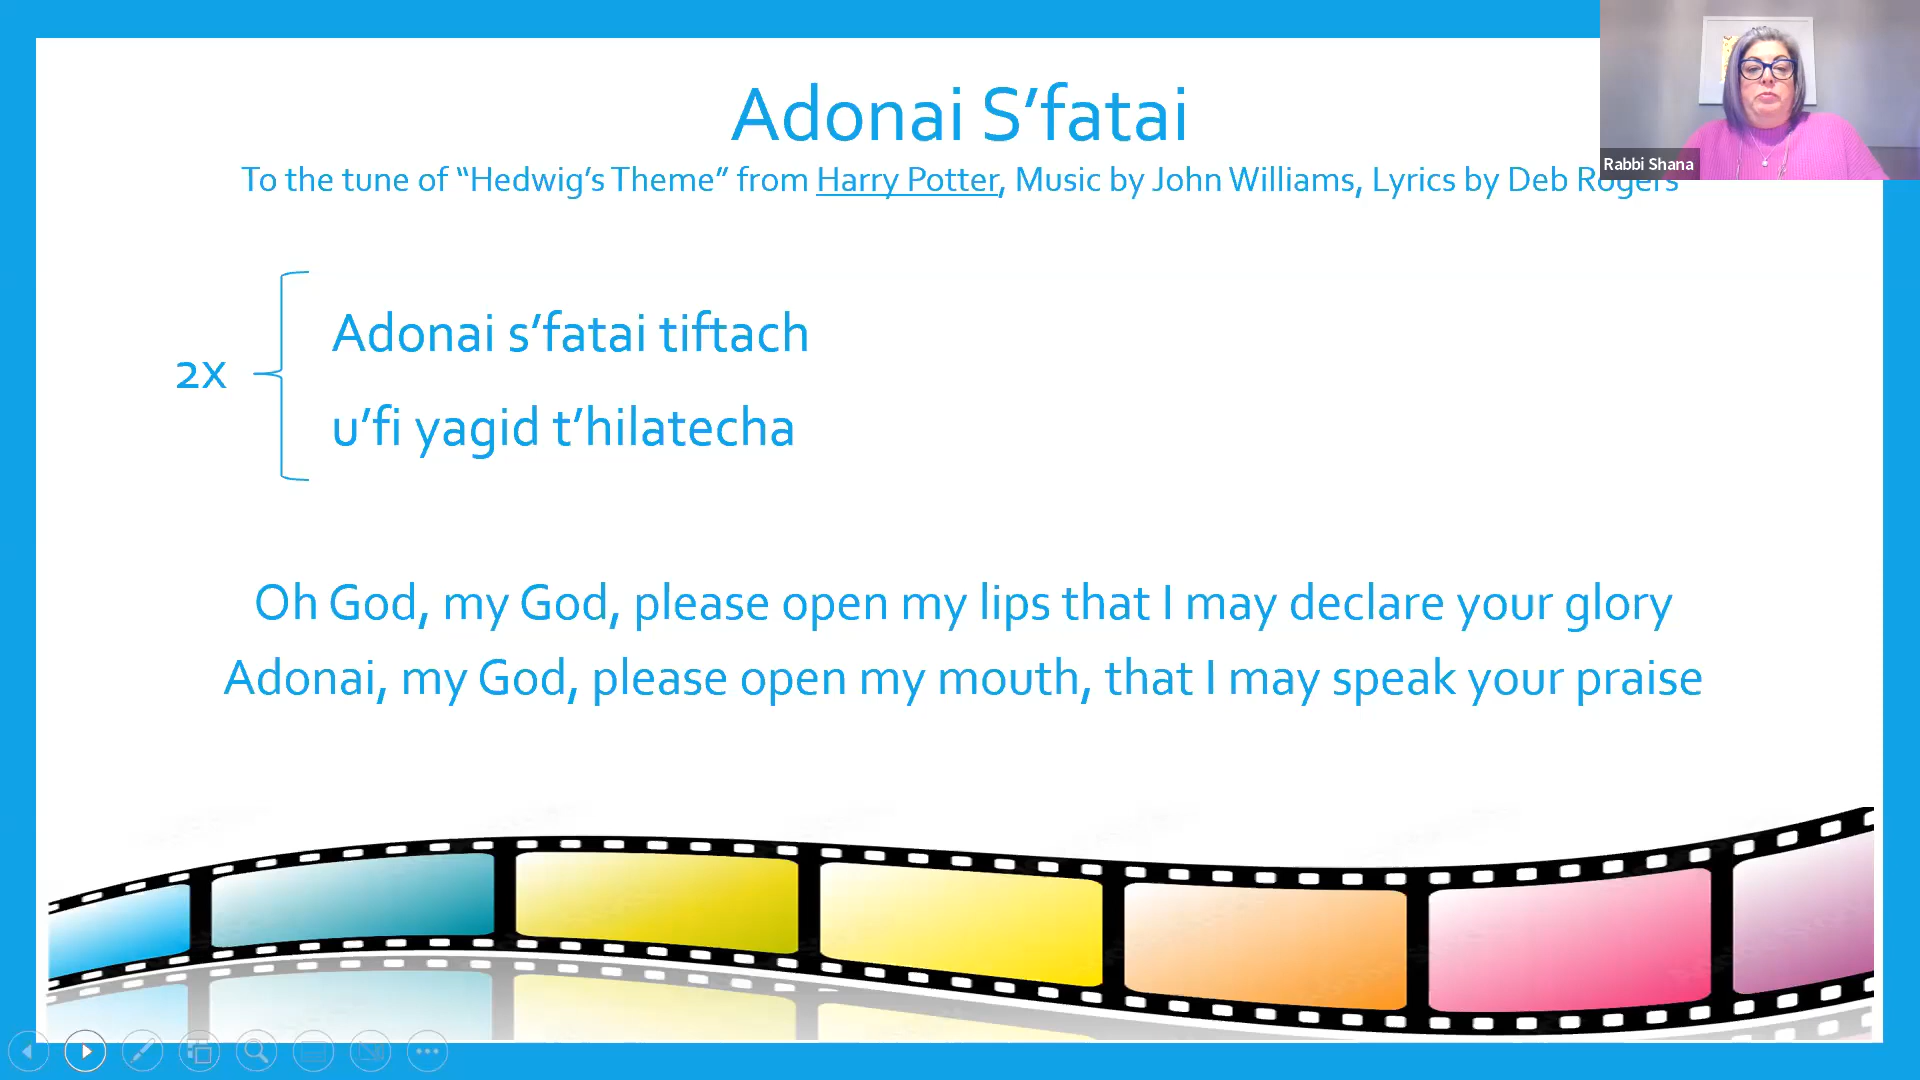 Adonai S’fatai
To the tune of “Hedwig’s Theme” from Harry Potter, Music by John Williams, Lyrics by Deb Rogers
Rabbi Shana
2x
Adonai s’fatai tiftach
u’fi yagid t’hilatecha
Oh God, my God, please open my lips that I may declare your glory
Adonai, my God, please open my mouth, that I may speak your praise